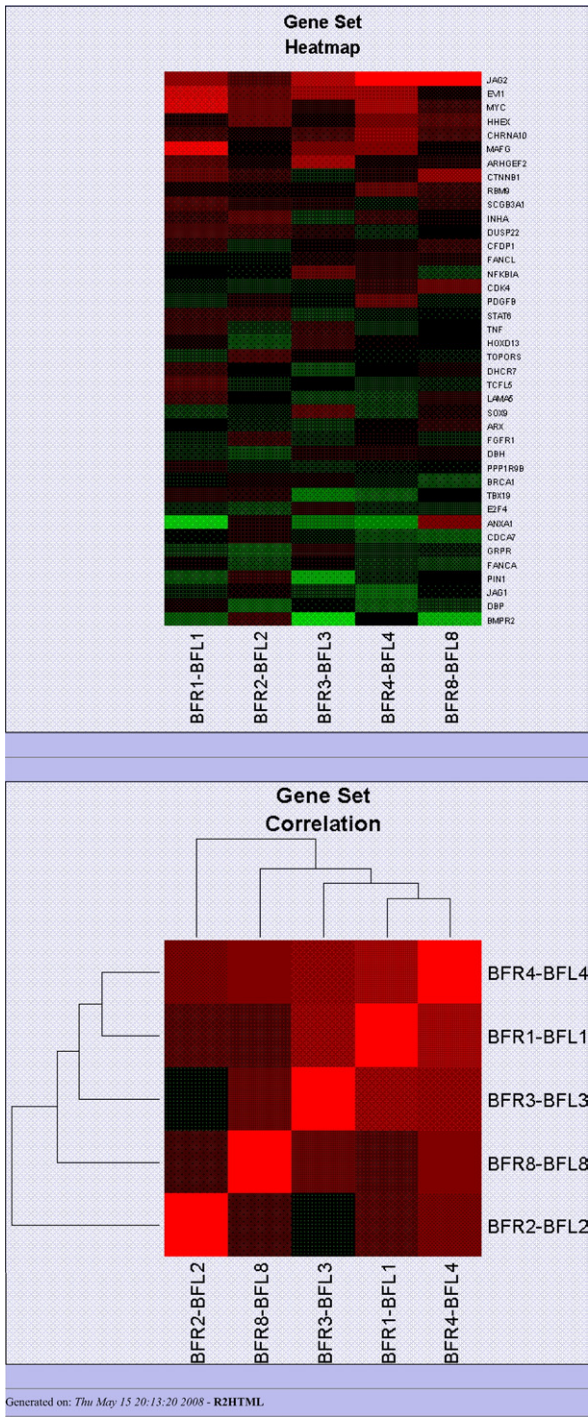 Gene Set
Heatmap
JAG2
EVI1
MYC
HHEX
CHRNA10
MAFG
ARHGEF2
CTNNB1
RBM9
SCGB3A1
INHA
DUSP22
CFDP1
FANCL
NFKBIA
CDK4
PDGFB
STAT6
TNF
HOXD13
TOPORS
DHCR7
TCFL5
LAMA5
SOX9
ARX
FGFR1
DBH
PPP1R9B
BRCA1
TBX19
E2F4
ANXA1
CDCA7
GRPR
FANCA
PIN1
JAG1
DBP
BMPR2
BFR1-BFL1
BFR2-BFL2
BFR3-BFL3
BFR4-BFL4
BFR8-BFL8
Gene Set
Correlation
BFR4-BFL4
BFR1-BFL1
BFR3-BFL3
BFR8-BFL8
BFR2-BFL2
BFR2-BFL2
BFR8-BFL8
BFR3-BFL3
BFR1-BFL1
BFR4-BFL4
Generated on: Thu May 15 20:13:20 2008 - R2HTML